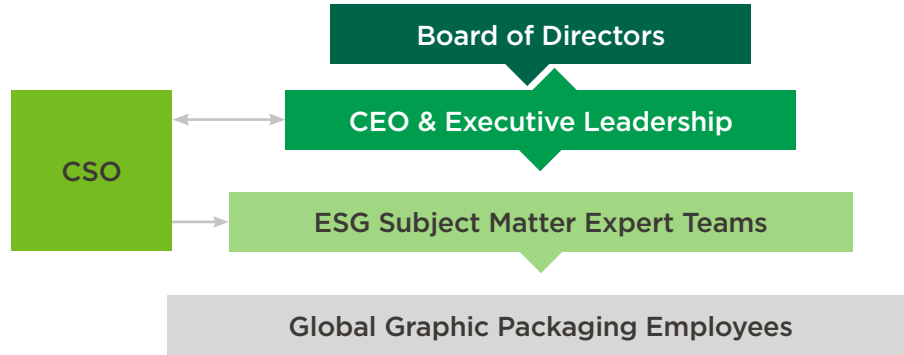 Board of Directors
CEO & Executive Leadership
CSO
ESG Subject Matter Expert Teams
Global Graphic Packaging Employees